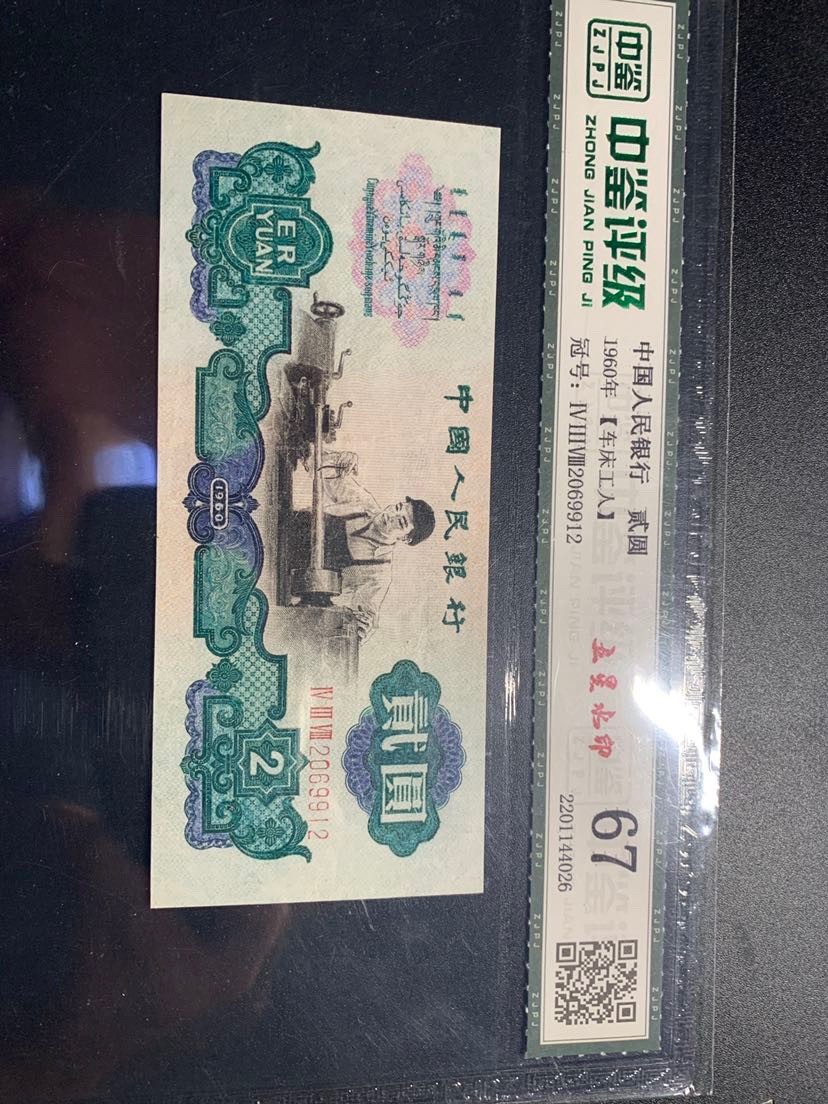 中鉴
ZJPJ
中鉴评级
ZHONG JIAN PING JI
中国人民银行 贰圆
1960年 【车床工人】
冠号：ⅣⅢⅧ2069912
五星水印
67
2201144026
中國人民銀行
ER
YUAN
贰圓
1960
ⅣⅢⅧ2069912
2